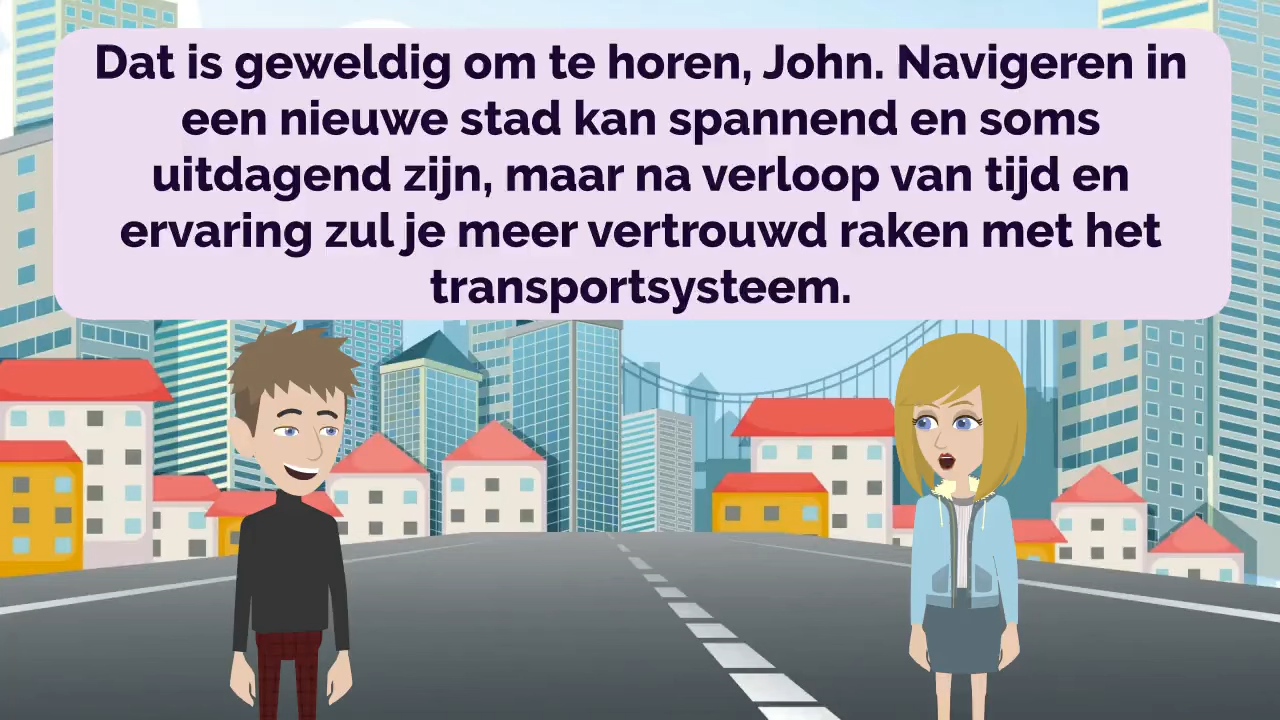 Dat is geweldig om te horen, John. Navigeren in
een nieuwe stad kan spannend en soms
uitdagend zijn, maar na verloop van tijd en
ervaring zul je meer vertrouwd raken met het
transportsysteem.